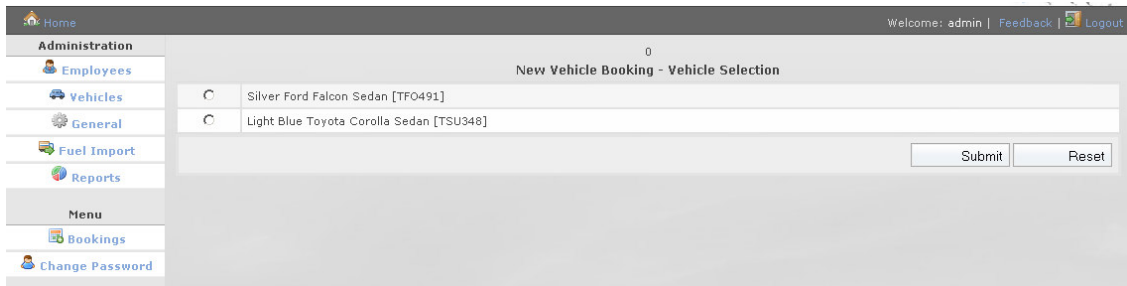 Home
Welcome: admin | Feedback | Logout
Administration
Employees
Vehicles
General
Fuel Import
Reports
Menu
Bookings
Change Password
0
New Vehicle Booking - Vehicle Selection
Silver Ford Falcon Sedan [TFO491]
Light Blue Toyota Corolla Sedan [TSU348]
Submit Reset